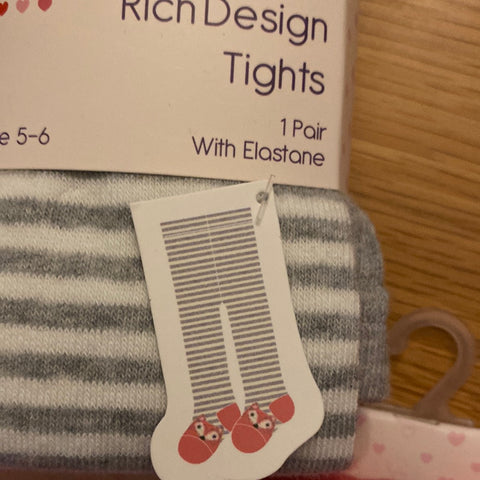 Rich Design
Tights
1 Pair
With Elastane
e 5-6